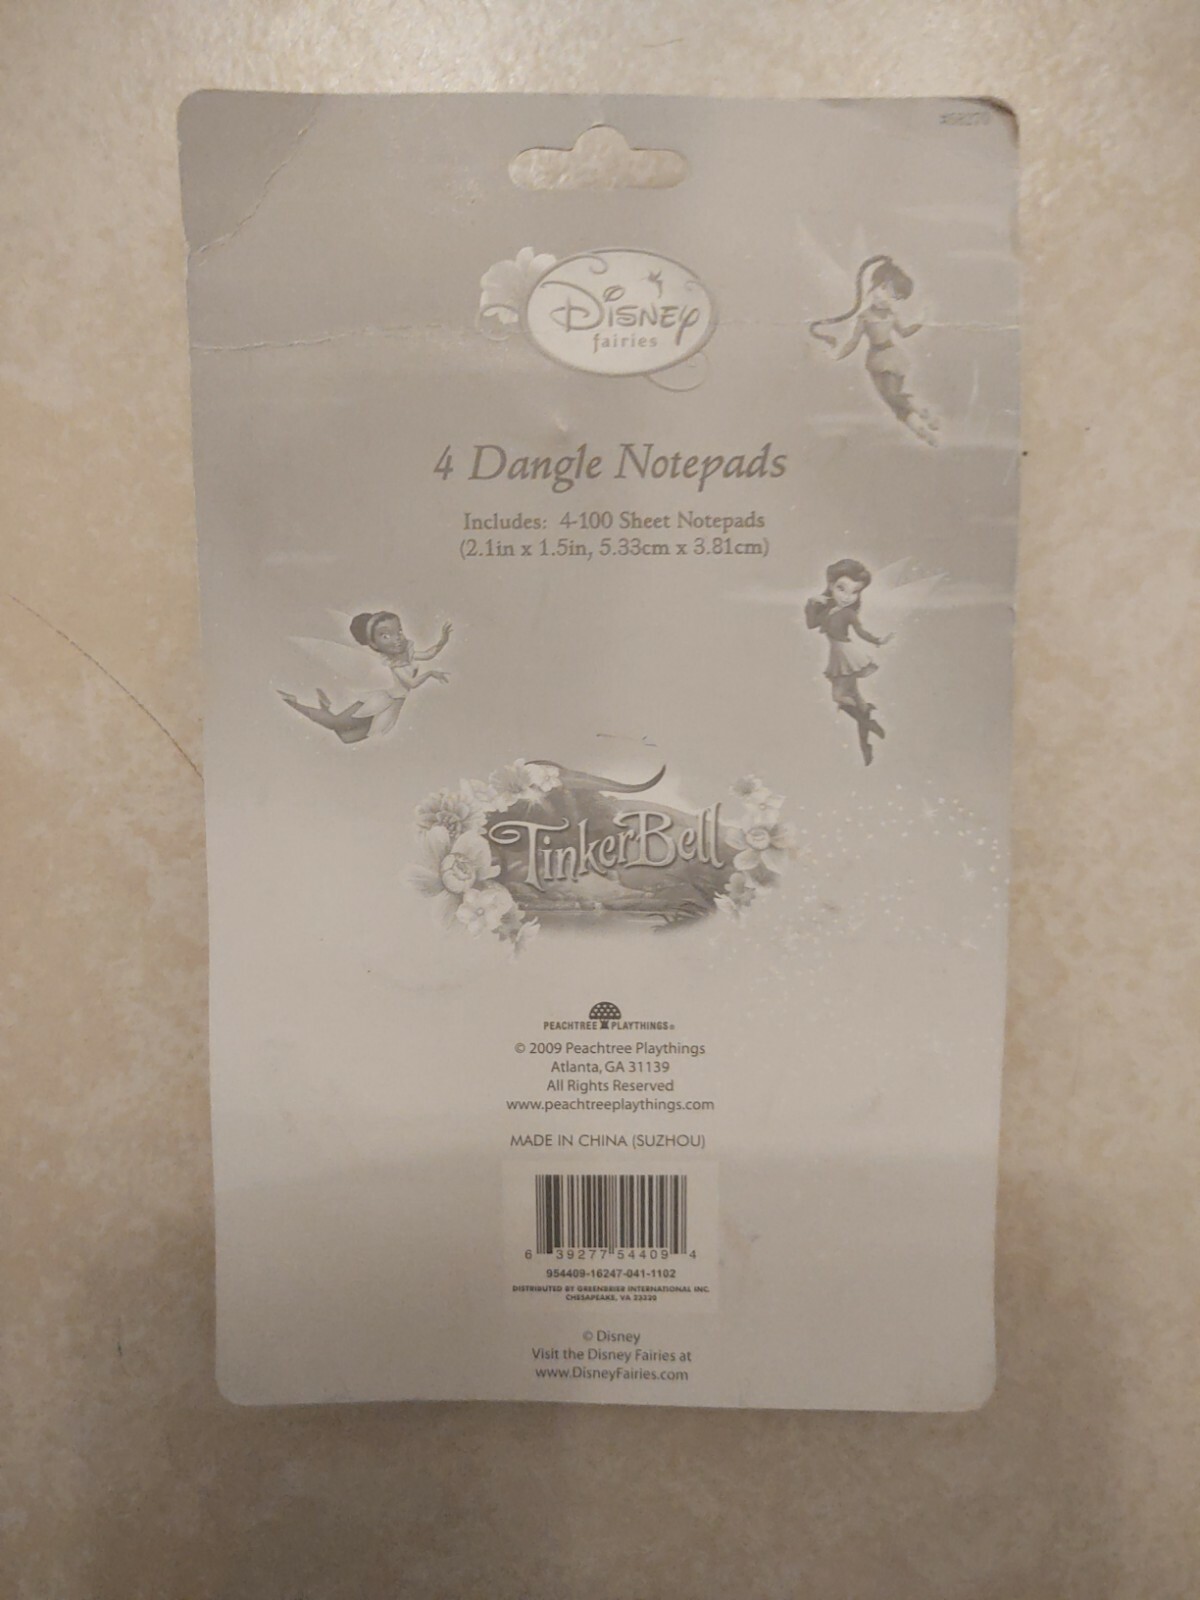 #68270
Disney
fairies
4 Dangle Notepads
Includes: 4-100 Sheet Notepads
(2.1in x 1.5in, 5.33cm x 3.81cm)
TinkerBell
PEACHTREE PLAYTHINGS®
© 2009 Peachtree Playthings
Atlanta, GA 31139
All Rights Reserved
www.peachtreeplaythings.com
MADE IN CHINA (SUZHOU)
6 39277 54409 4
954409-16247-041-1102
DISTRIBUTED BY GREENBRIER INTERNATIONAL INC.
CHESAPEAKE, VA 23320
© Disney
Visit the Disney Fairies at
www.DisneyFairies.com